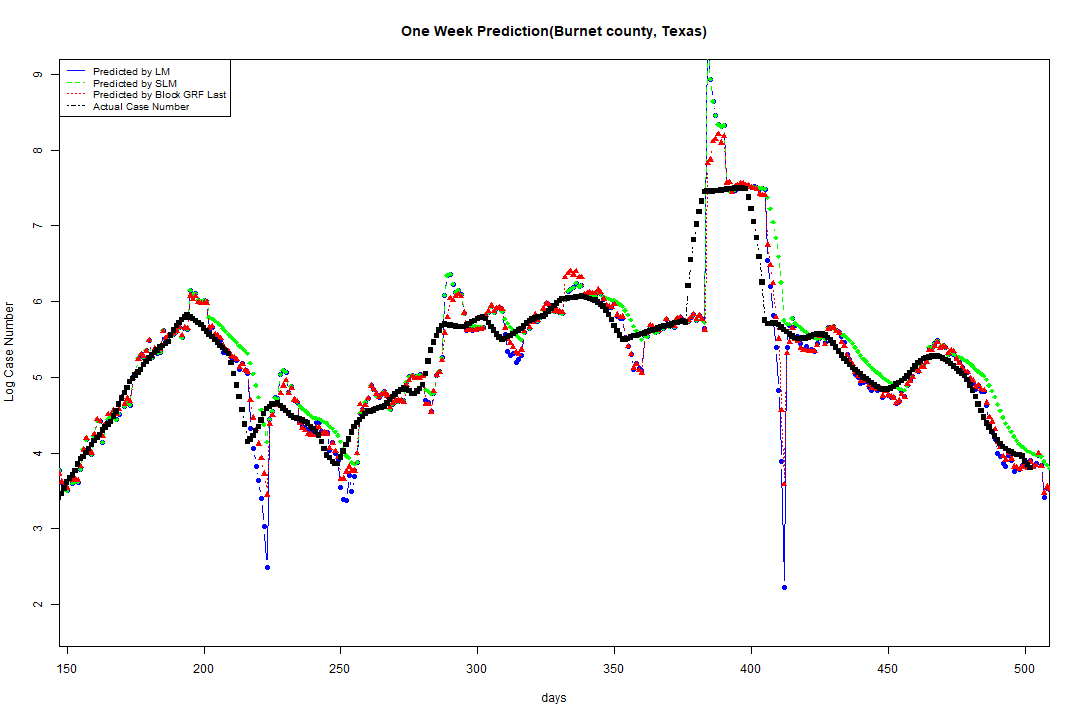 One Week Prediction(Burnet county, Texas)
Predicted by LM
Predicted by SLM
Predicted by Block GRF Last
Actual Case Number
Log Case Number
9
8
7
6
5
4
3
2
150 200 250 300 350 400 450 500
days